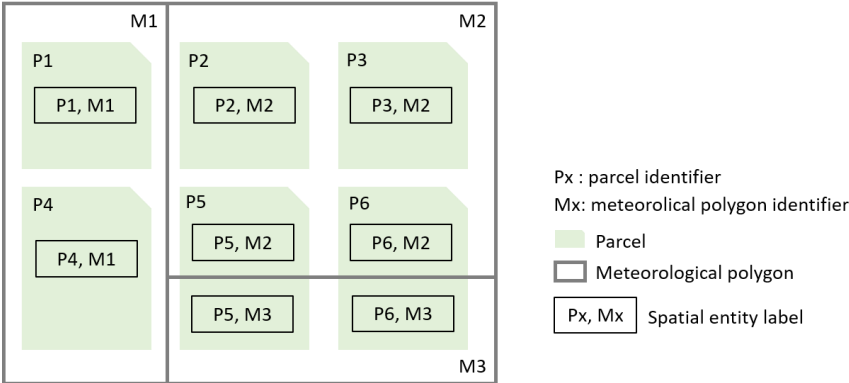 M1
M2
P1
P2
P3
P1, M1
P2, M2
P3, M2
P4
P5
P6
P4, M1
P5, M2
P6, M2
P5, M3
P6, M3
M3
Px : parcel identifier
Mx: meteorolical polygon identifier
Parcel
Meteorological polygon
Px, Mx
Spatial entity label